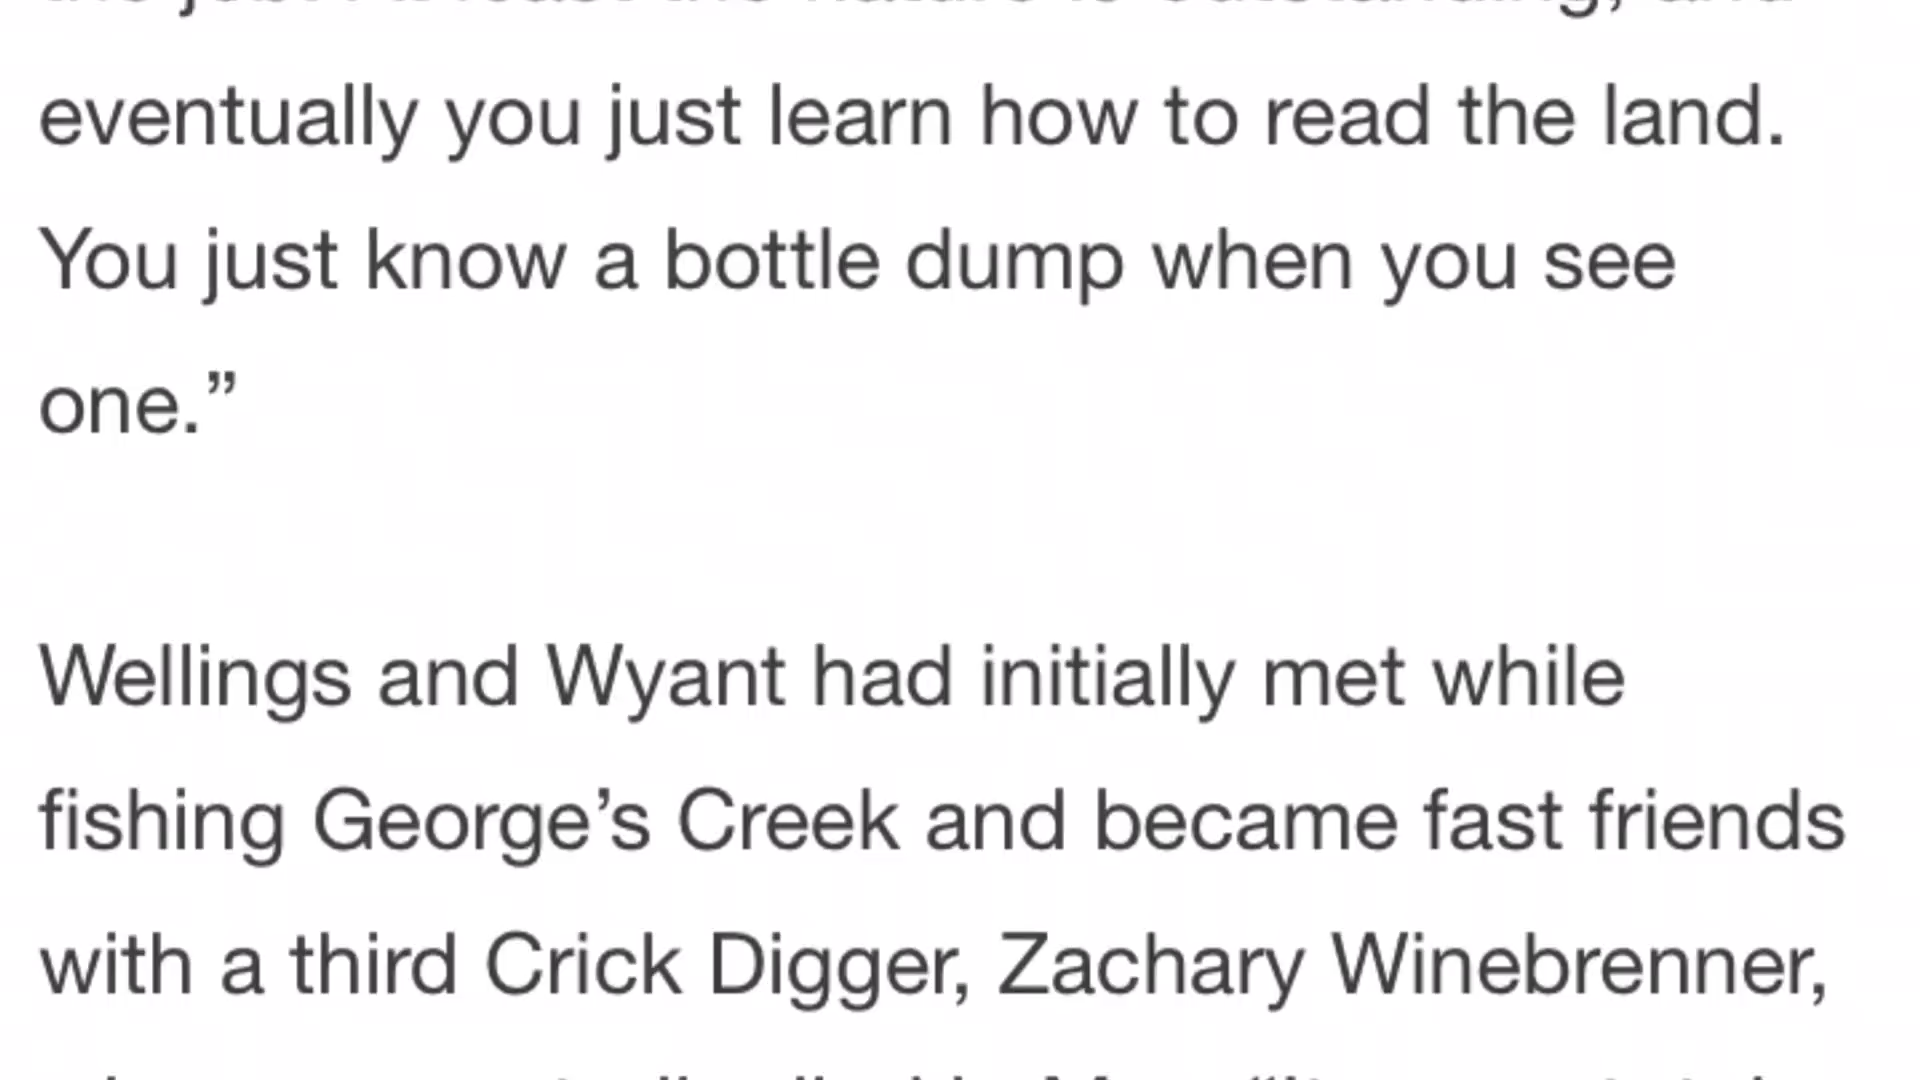 eventually you just learn how to read the land.
You just know a bottle dump when you see
one.”
Wellings and Wyant had initially met while
fishing George’s Creek and became fast friends
with a third Crick Digger, Zachary Winebrenner,